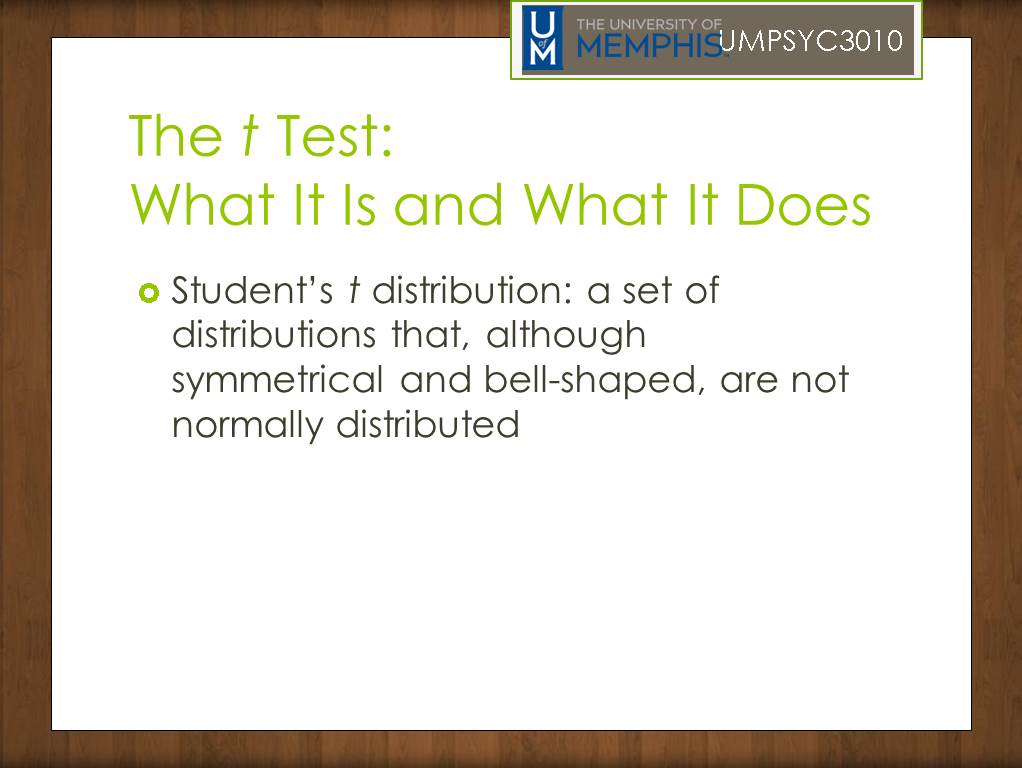 THE UNIVERSITY OF
MEMPHIS
UMPSYC3010
U
of
M
The t Test:
What It Is and What It Does
Student’s t distribution: a set of
distributions that, although
symmetrical and bell-shaped, are not
normally distributed